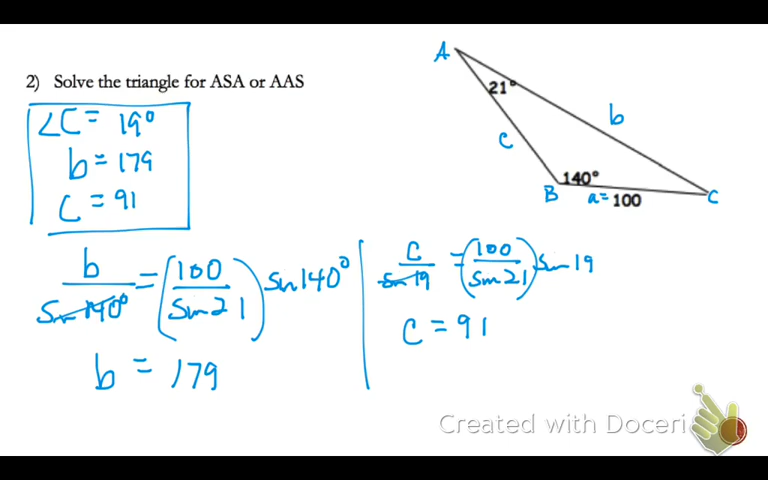 2) Solve the triangle for ASA or AAS
∠C = 19°
b = 179
C = 91
A
21°
b
c
140°
B
a = 100
C
b / sin 140° = (100 / sin 21) sin 140°
b = 179
c / sin 19 = (100 / sin 21) sin 19
c = 91
Created with Doceri